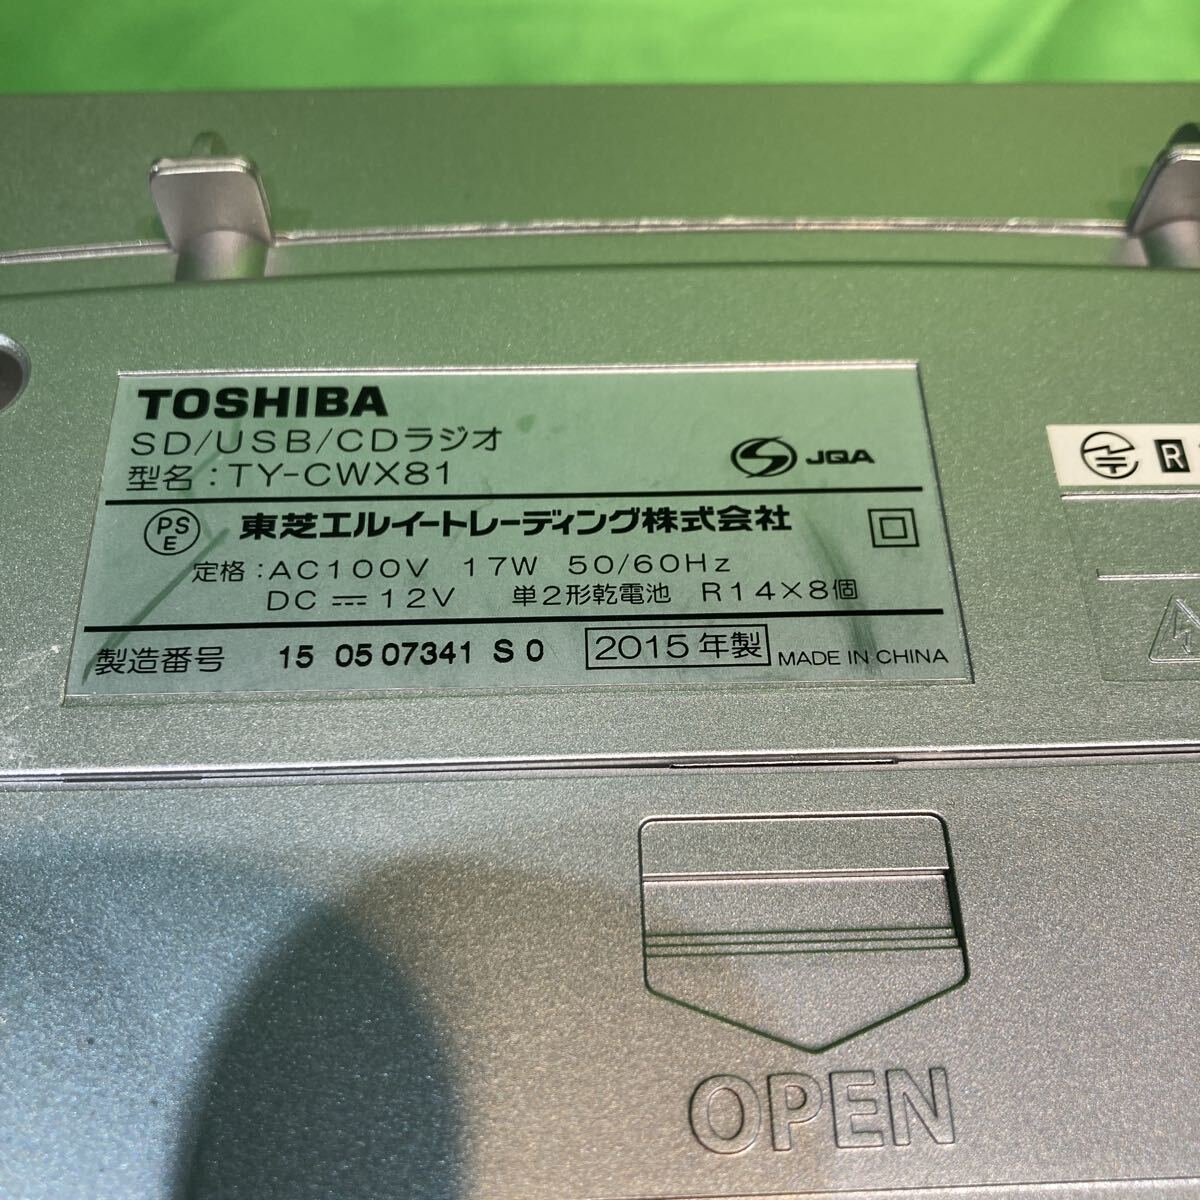 TOSHIBA
SD/USB/CDラジオ
型名：TY-CWX81
JQA
R
PS
E
東芝エルイートレーディング株式会社
定格：AC100V 17W 50/60Hz
DC ⎓ 12V 単2形乾電池 R14×8個
製造番号 15 05 07341 S 0 2015年製 MADE IN CHINA
OPEN